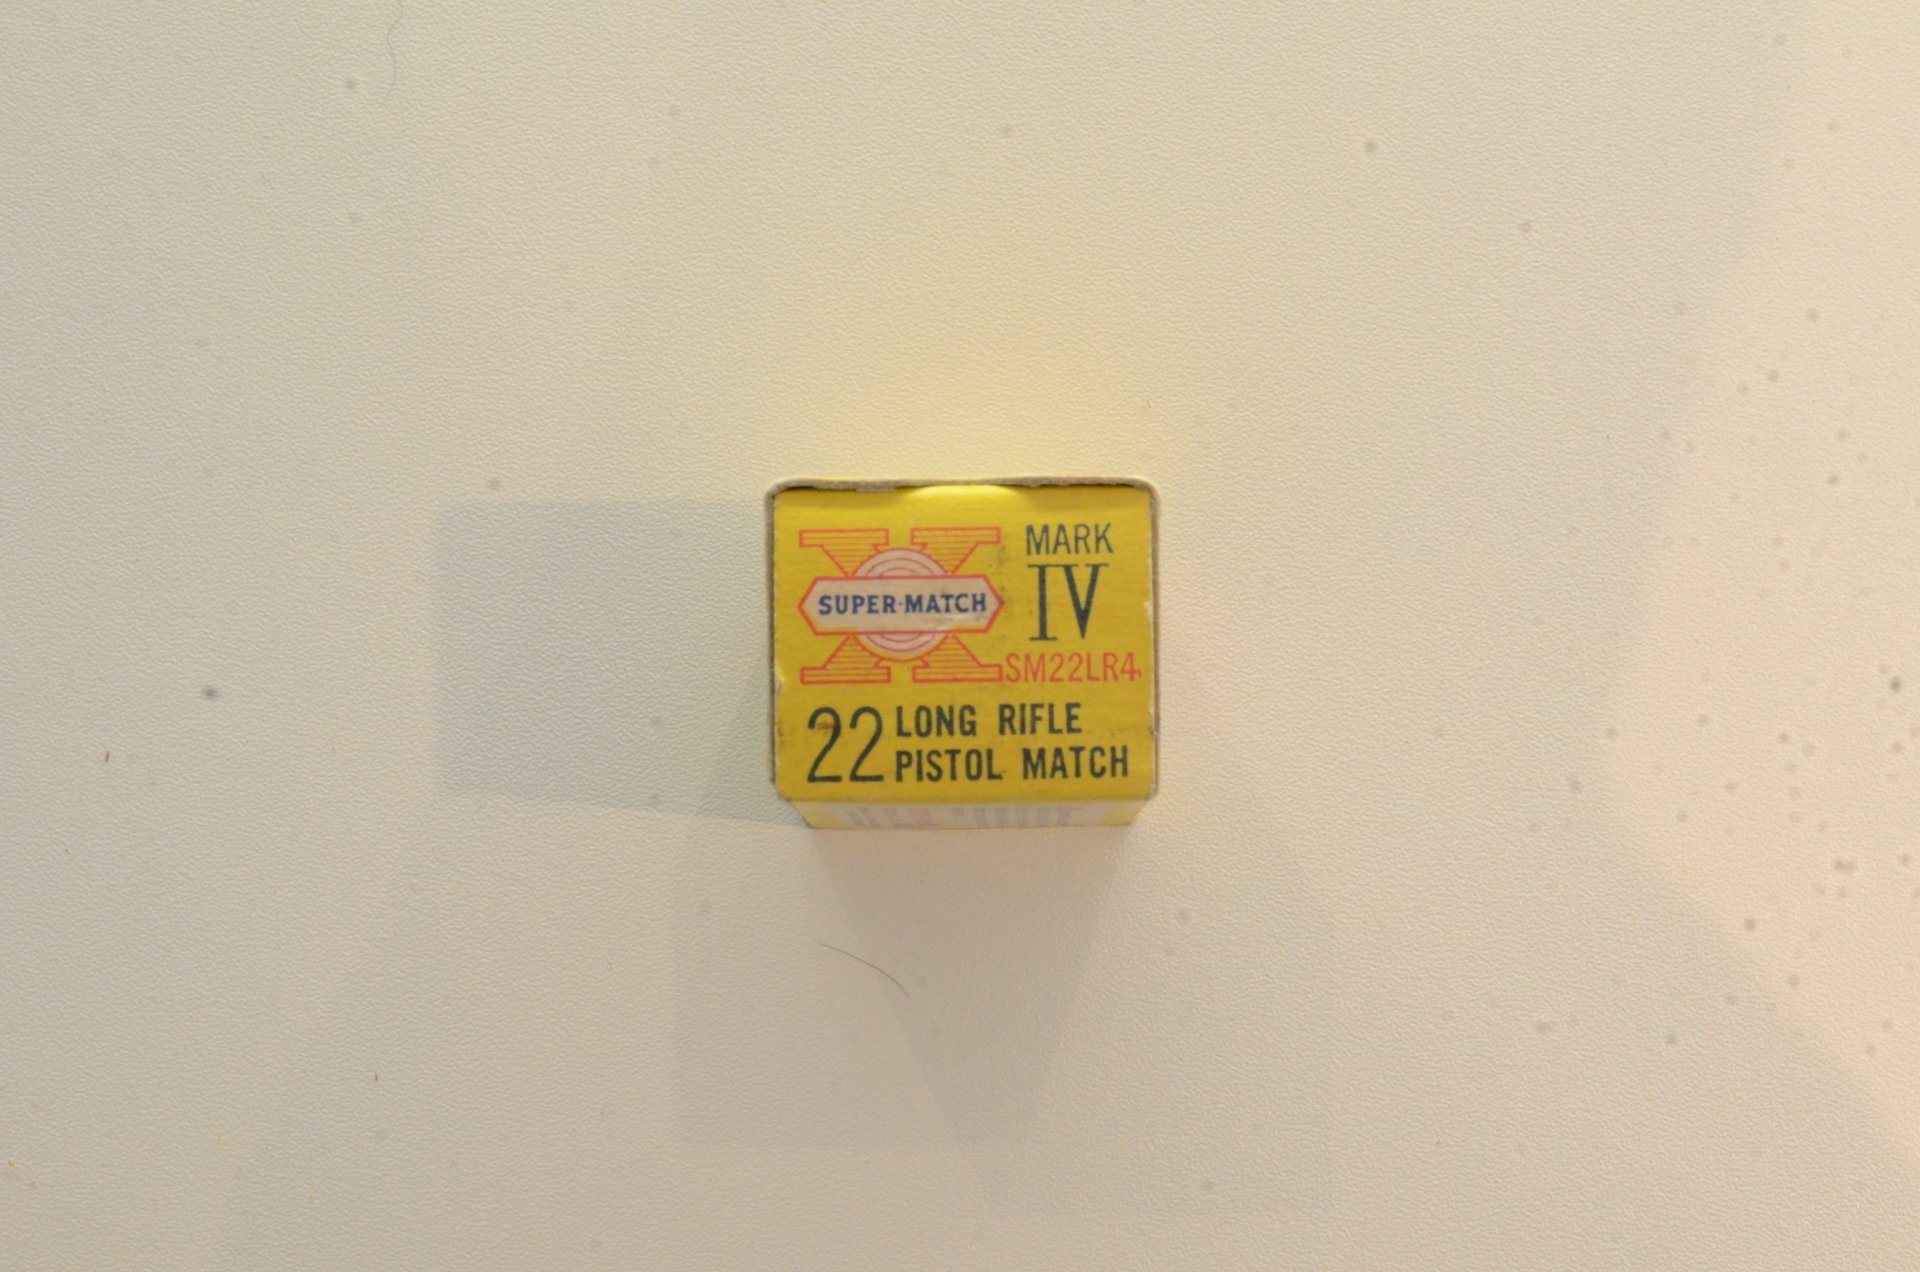 SUPER·MATCH
MARK
IV
SM22LR4
22 LONG RIFLE
PISTOL MATCH